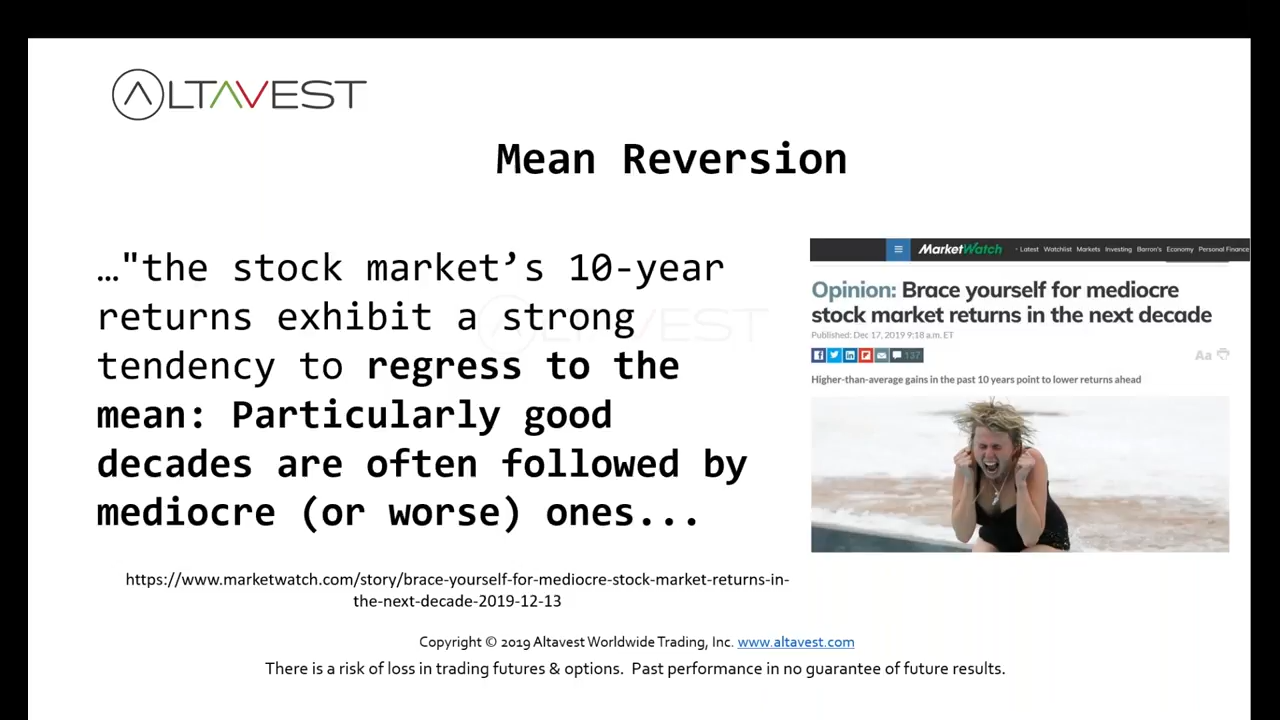 ALTAVEST
Mean Reversion
…"the stock market’s 10-year
returns exhibit a strong
tendency to regress to the
mean: Particularly good
decades are often followed by
mediocre (or worse) ones...
ALTAVEST
https://www.marketwatch.com/story/brace-yourself-for-mediocre-stock-market-returns-in-
the-next-decade-2019-12-13
MarketWatch
Latest Watchlist Markets Investing Barron's Economy Personal Finance
Opinion: Brace yourself for mediocre
stock market returns in the next decade
Published: Dec 17, 2019 9:18 a.m. ET
137
Aa
Higher-than-average gains in the past 10 years point to lower returns ahead
Copyright © 2019 Altavest Worldwide Trading, Inc. www.altavest.com
There is a risk of loss in trading futures & options. Past performance in no guarantee of future results.